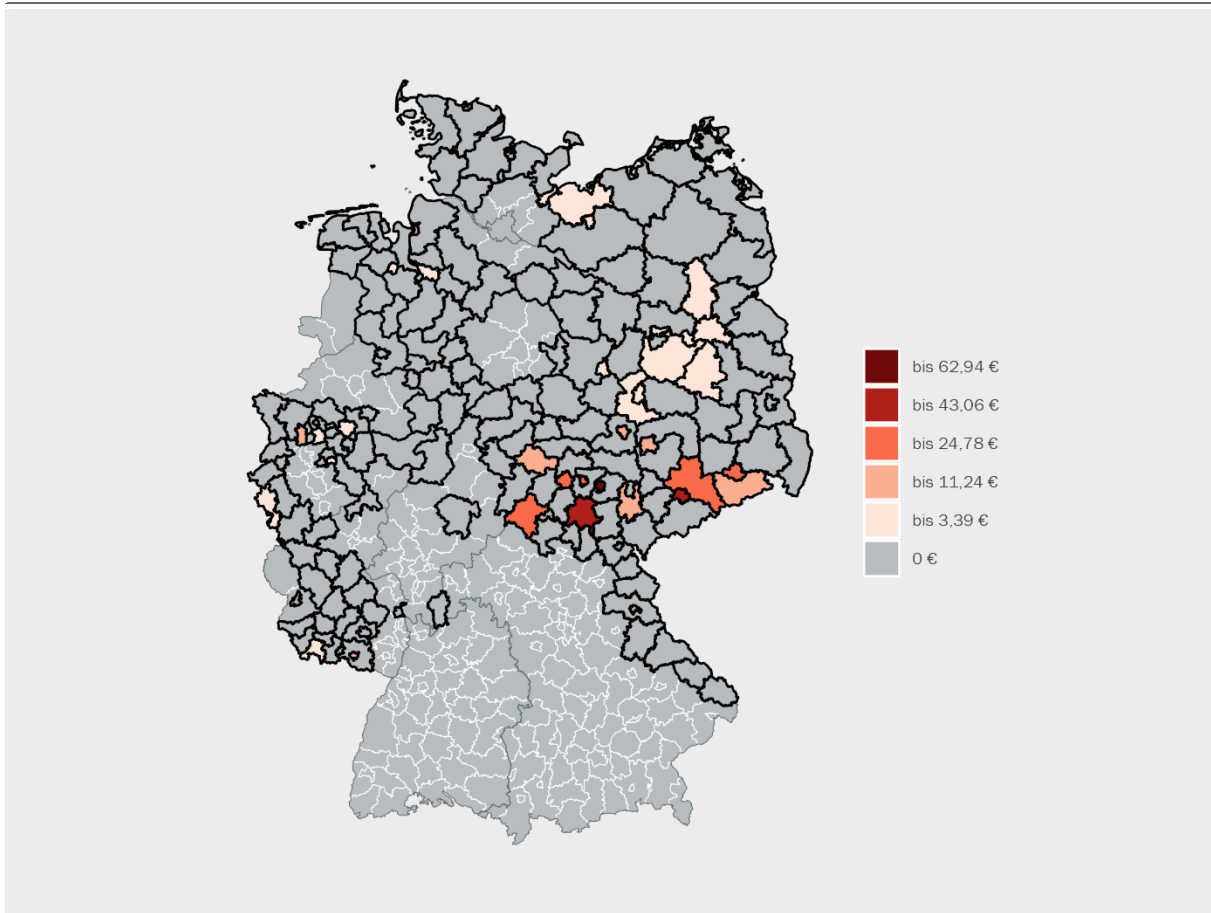 bis 62,94 €
bis 43,06 €
bis 24,78 €
bis 11,24 €
bis 3,39 €
0 €